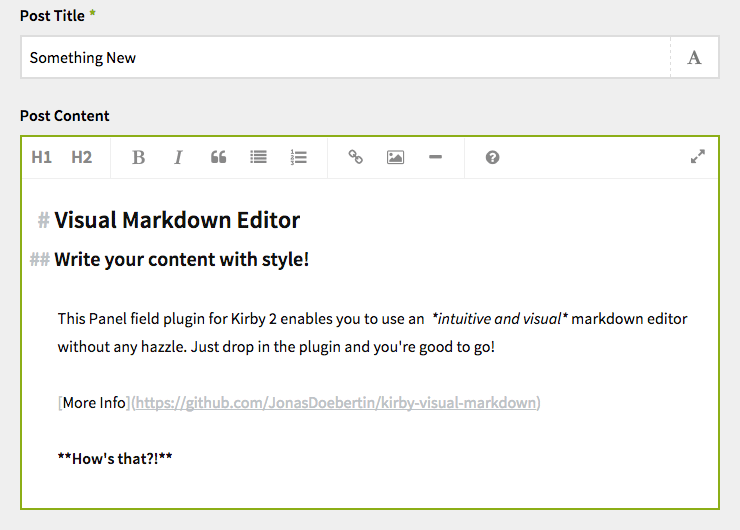 Post Title *
Something New
A
Post Content
H1 H2 B I
# Visual Markdown Editor
## Write your content with style!
This Panel field plugin for Kirby 2 enables you to use an *intuitive and visual* markdown editor
without any hazzle. Just drop in the plugin and you're good to go!
[More Info](https://github.com/JonasDoebertin/kirby-visual-markdown)
**How's that?!**